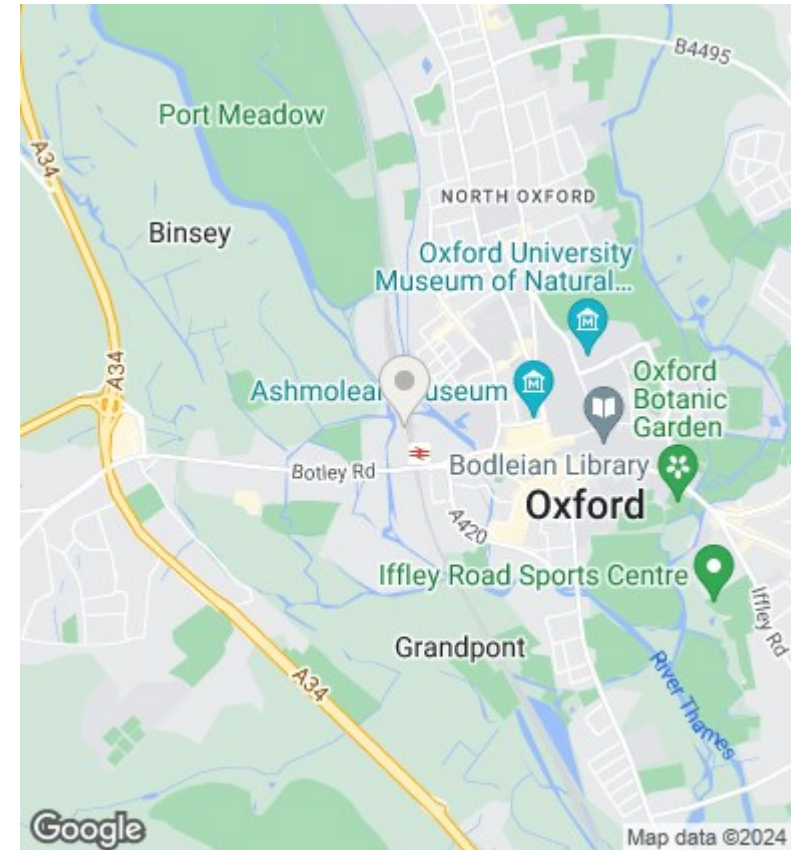 B4495
Port Meadow
A34
NORTH OXFORD
Binsey
Oxford University
Museum of Natural...
A34
Ashmolean Museum
Oxford
Botanic
Garden
Botley Rd
Bodleian Library
Oxford
A420
Iffley Road Sports Centre
Iffley Rd
Grandpont
A34
River Thames
Google
Map data ©2024